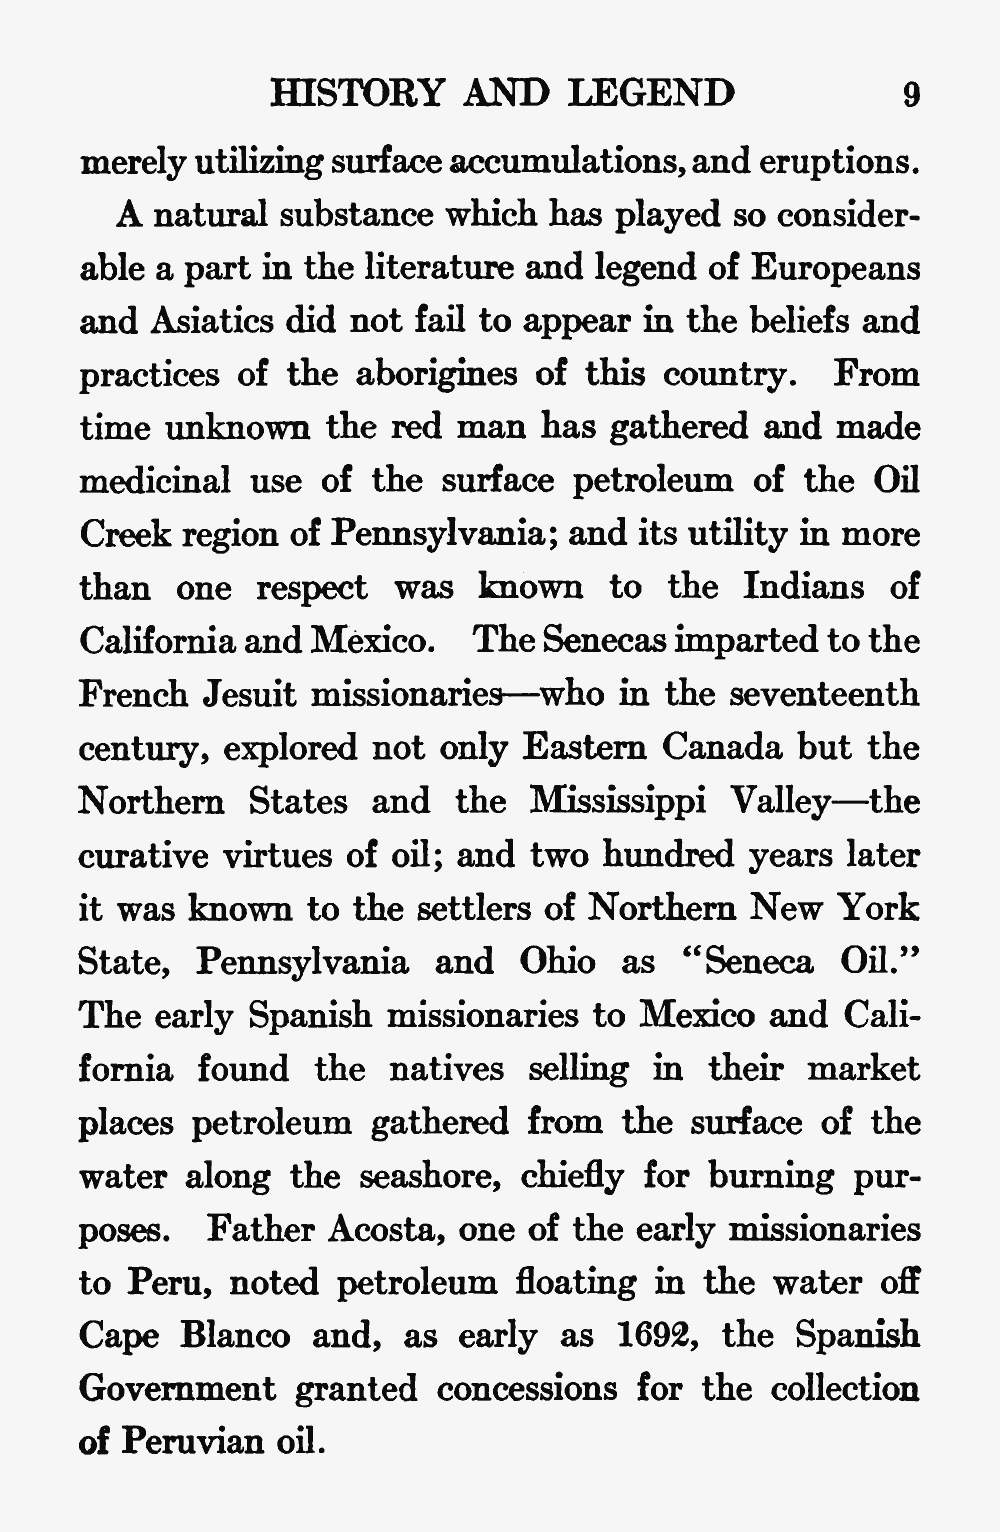 HISTORY AND LEGEND 9
merely utilizing surface accumulations, and eruptions.
A natural substance which has played so consider-
able a part in the literature and legend of Europeans
and Asiatics did not fail to appear in the beliefs and
practices of the aborigines of this country. From
time unknown the red man has gathered and made
medicinal use of the surface petroleum of the Oil
Creek region of Pennsylvania; and its utility in more
than one respect was known to the Indians of
California and Mexico. The Senecas imparted to the
French Jesuit missionaries—who in the seventeenth
century, explored not only Eastern Canada but the
Northern States and the Mississippi Valley—the
curative virtues of oil; and two hundred years later
it was known to the settlers of Northern New York
State, Pennsylvania and Ohio as “Seneca Oil.”
The early Spanish missionaries to Mexico and Cali-
fornia found the natives selling in their market
places petroleum gathered from the surface of the
water along the seashore, chiefly for burning pur-
poses. Father Acosta, one of the early missionaries
to Peru, noted petroleum floating in the water off
Cape Blanco and, as early as 1692, the Spanish
Government granted concessions for the collection
of Peruvian oil.